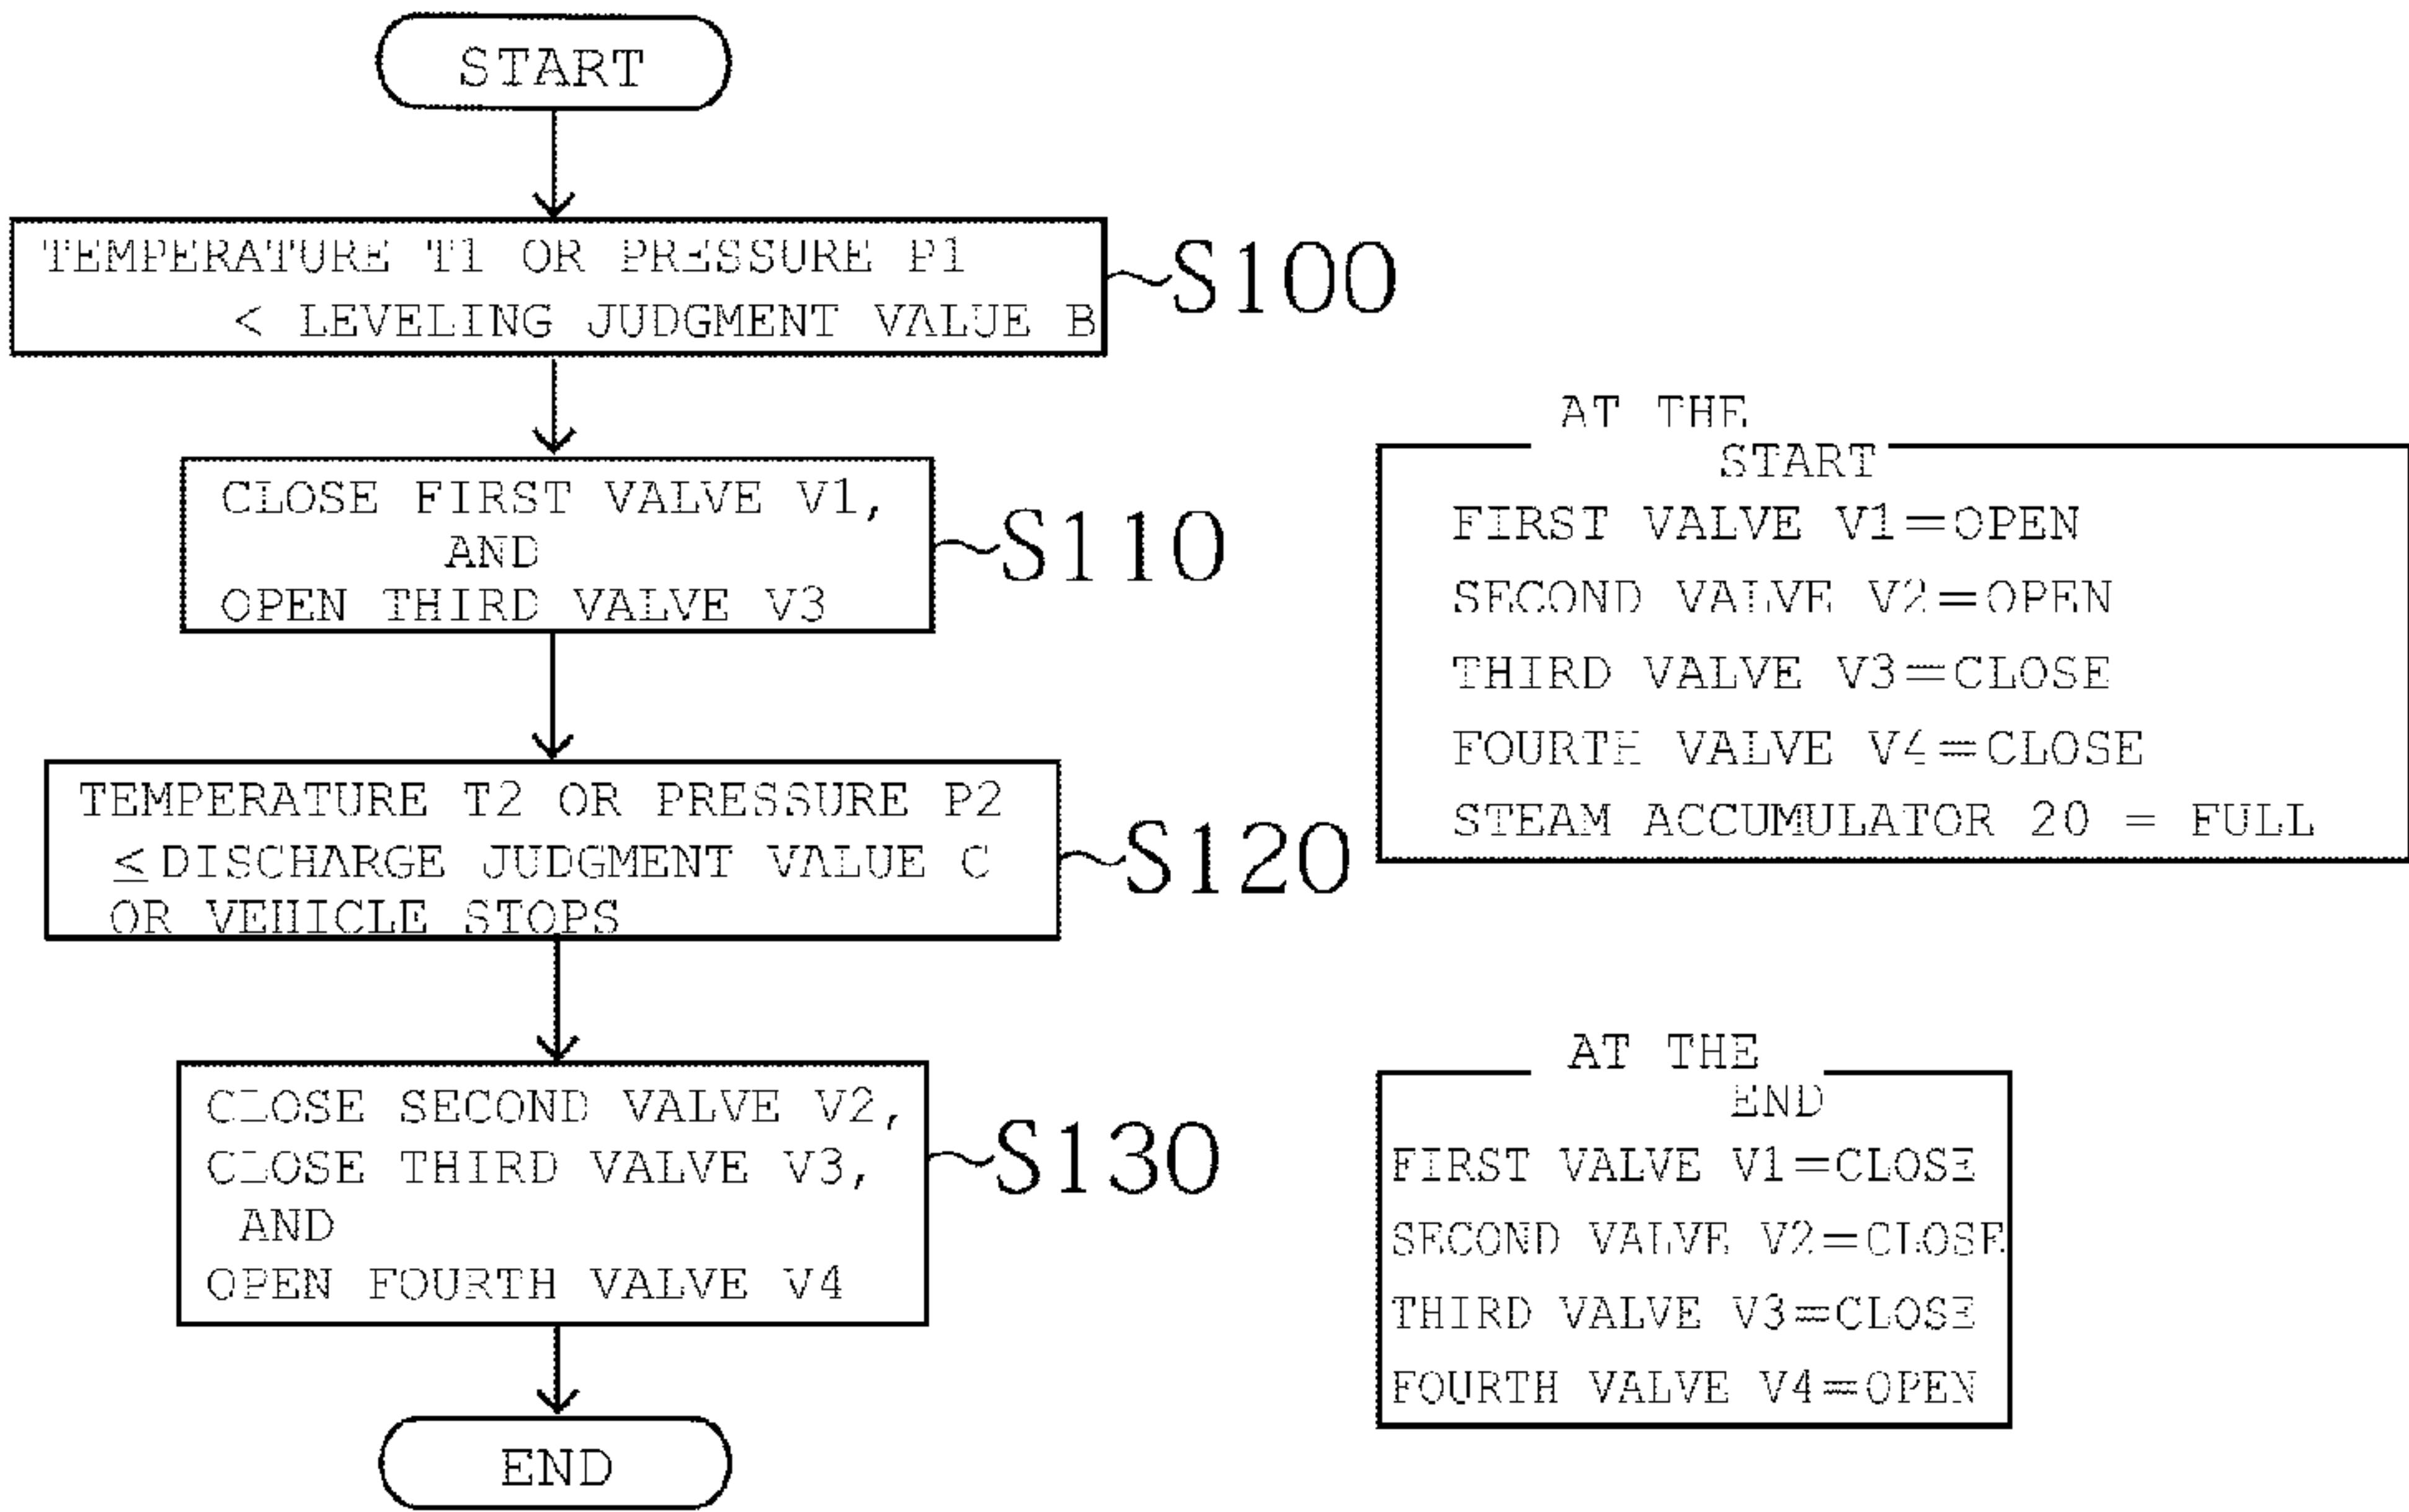 START
TEMPERATURE T1 OR PRESSURE P1
< LEVELING JUDGMENT VALUE B
S100
CLOSE FIRST VALVE V1,
AND
OPEN THIRD VALVE V3
S110
TEMPERATURE T2 OR PRESSURE P2
≤ DISCHARGE JUDGMENT VALUE C
OR VEHICLE STOPS
S120
CLOSE SECOND VALVE V2,
CLOSE THIRD VALVE V3,
AND
OPEN FOURTH VALVE V4
S130
END
AT THE
START
FIRST VALVE V1=OPEN
SECOND VALVE V2=OPEN
THIRD VALVE V3=CLOSE
FOURTH VALVE V4=CLOSE
STEAM ACCUMULATOR 20 = FULL
AT THE
END
FIRST VALVE V1=CLOSE
SECOND VALVE V2=CLOSE
THIRD VALVE V3=CLOSE
FOURTH VALVE V4=OPEN